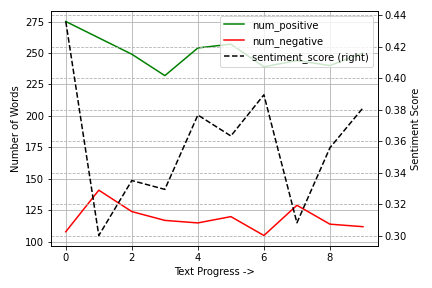 num_positive
num_negative
sentiment_score (right)
275
250
225
200
175
150
125
100
Number of Words
0.44
0.42
0.40
0.38
0.36
0.34
0.32
0.30
Sentiment Score
0 2 4 6 8
Text Progress ->